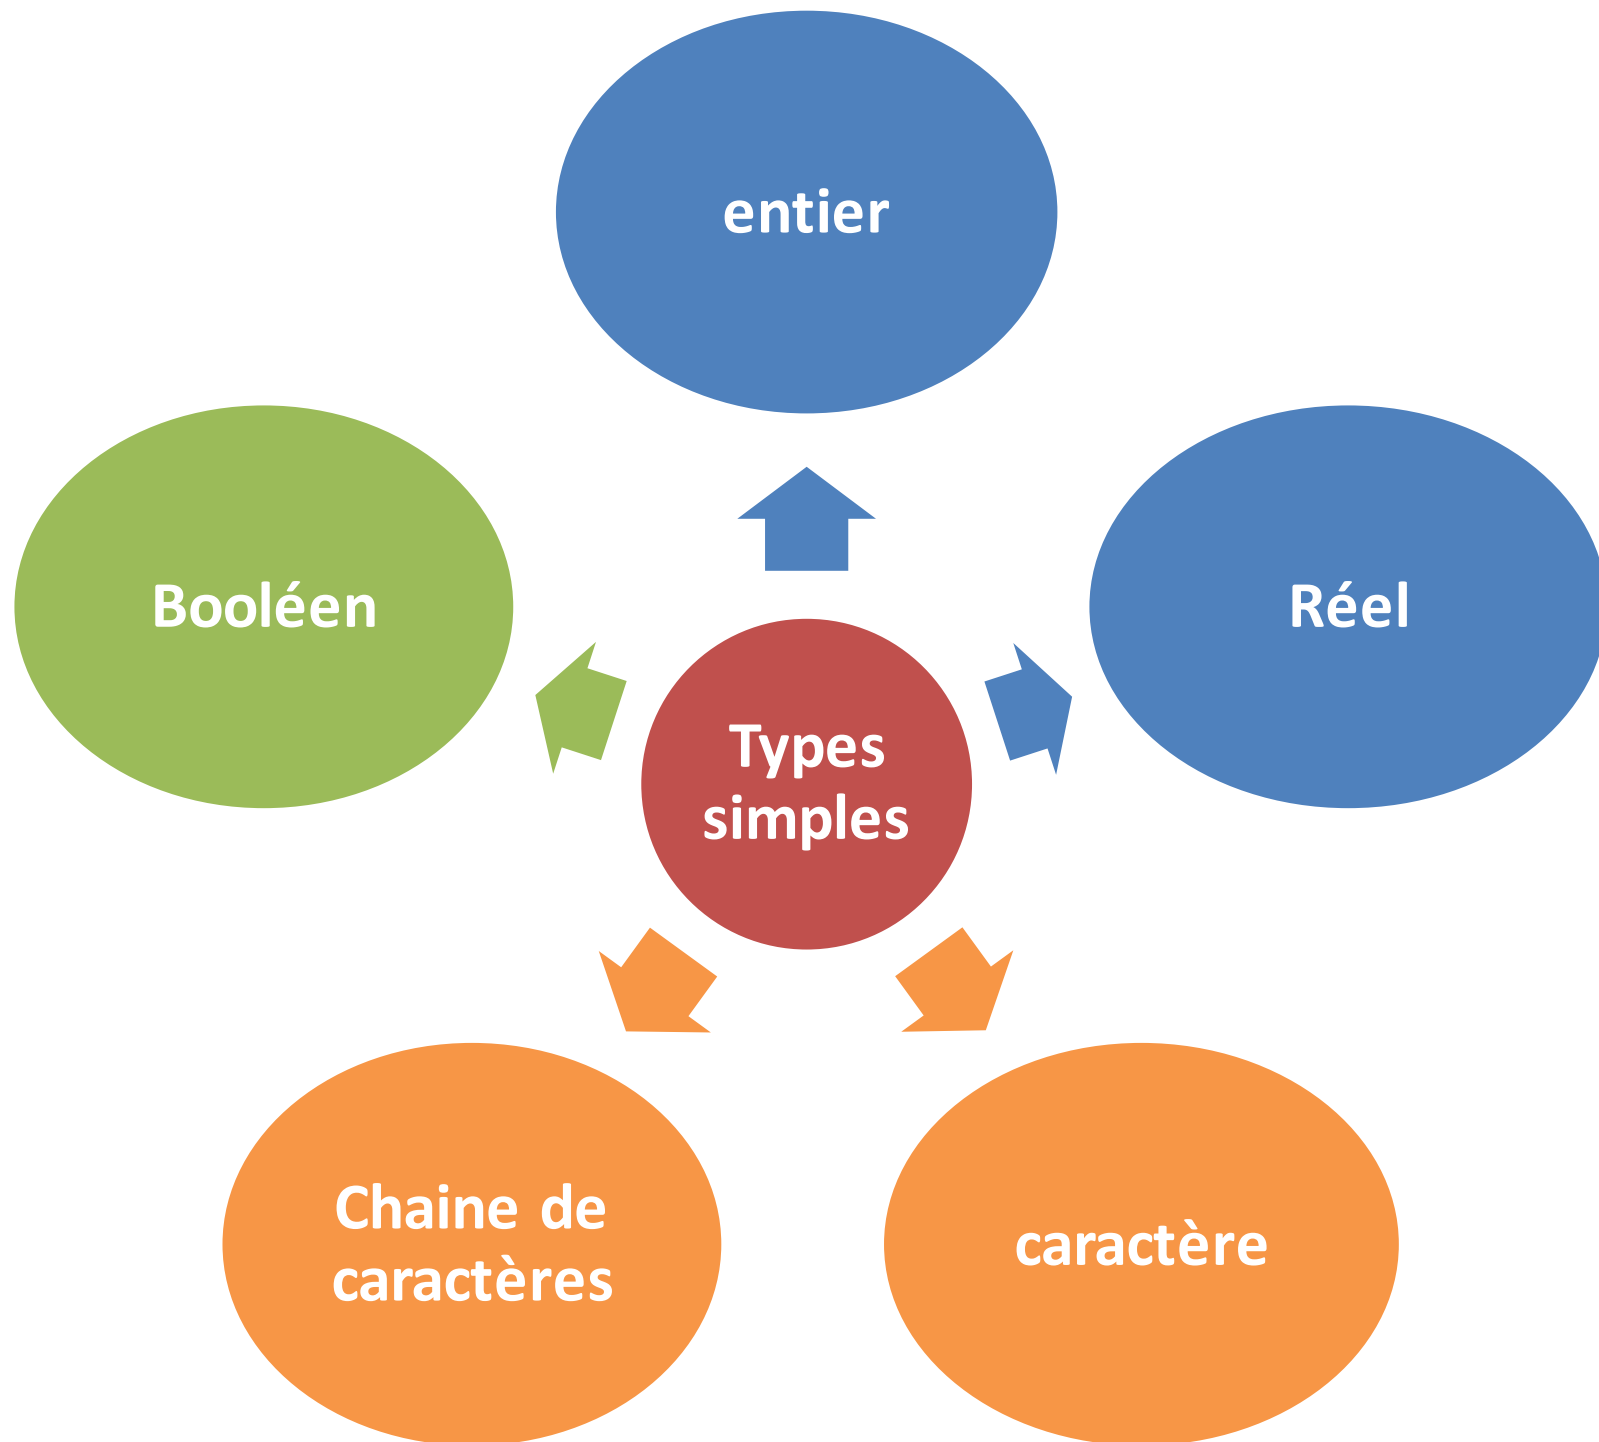 entier
Booléen
Réel
Types
simples
Chaine de
caractères
caractère